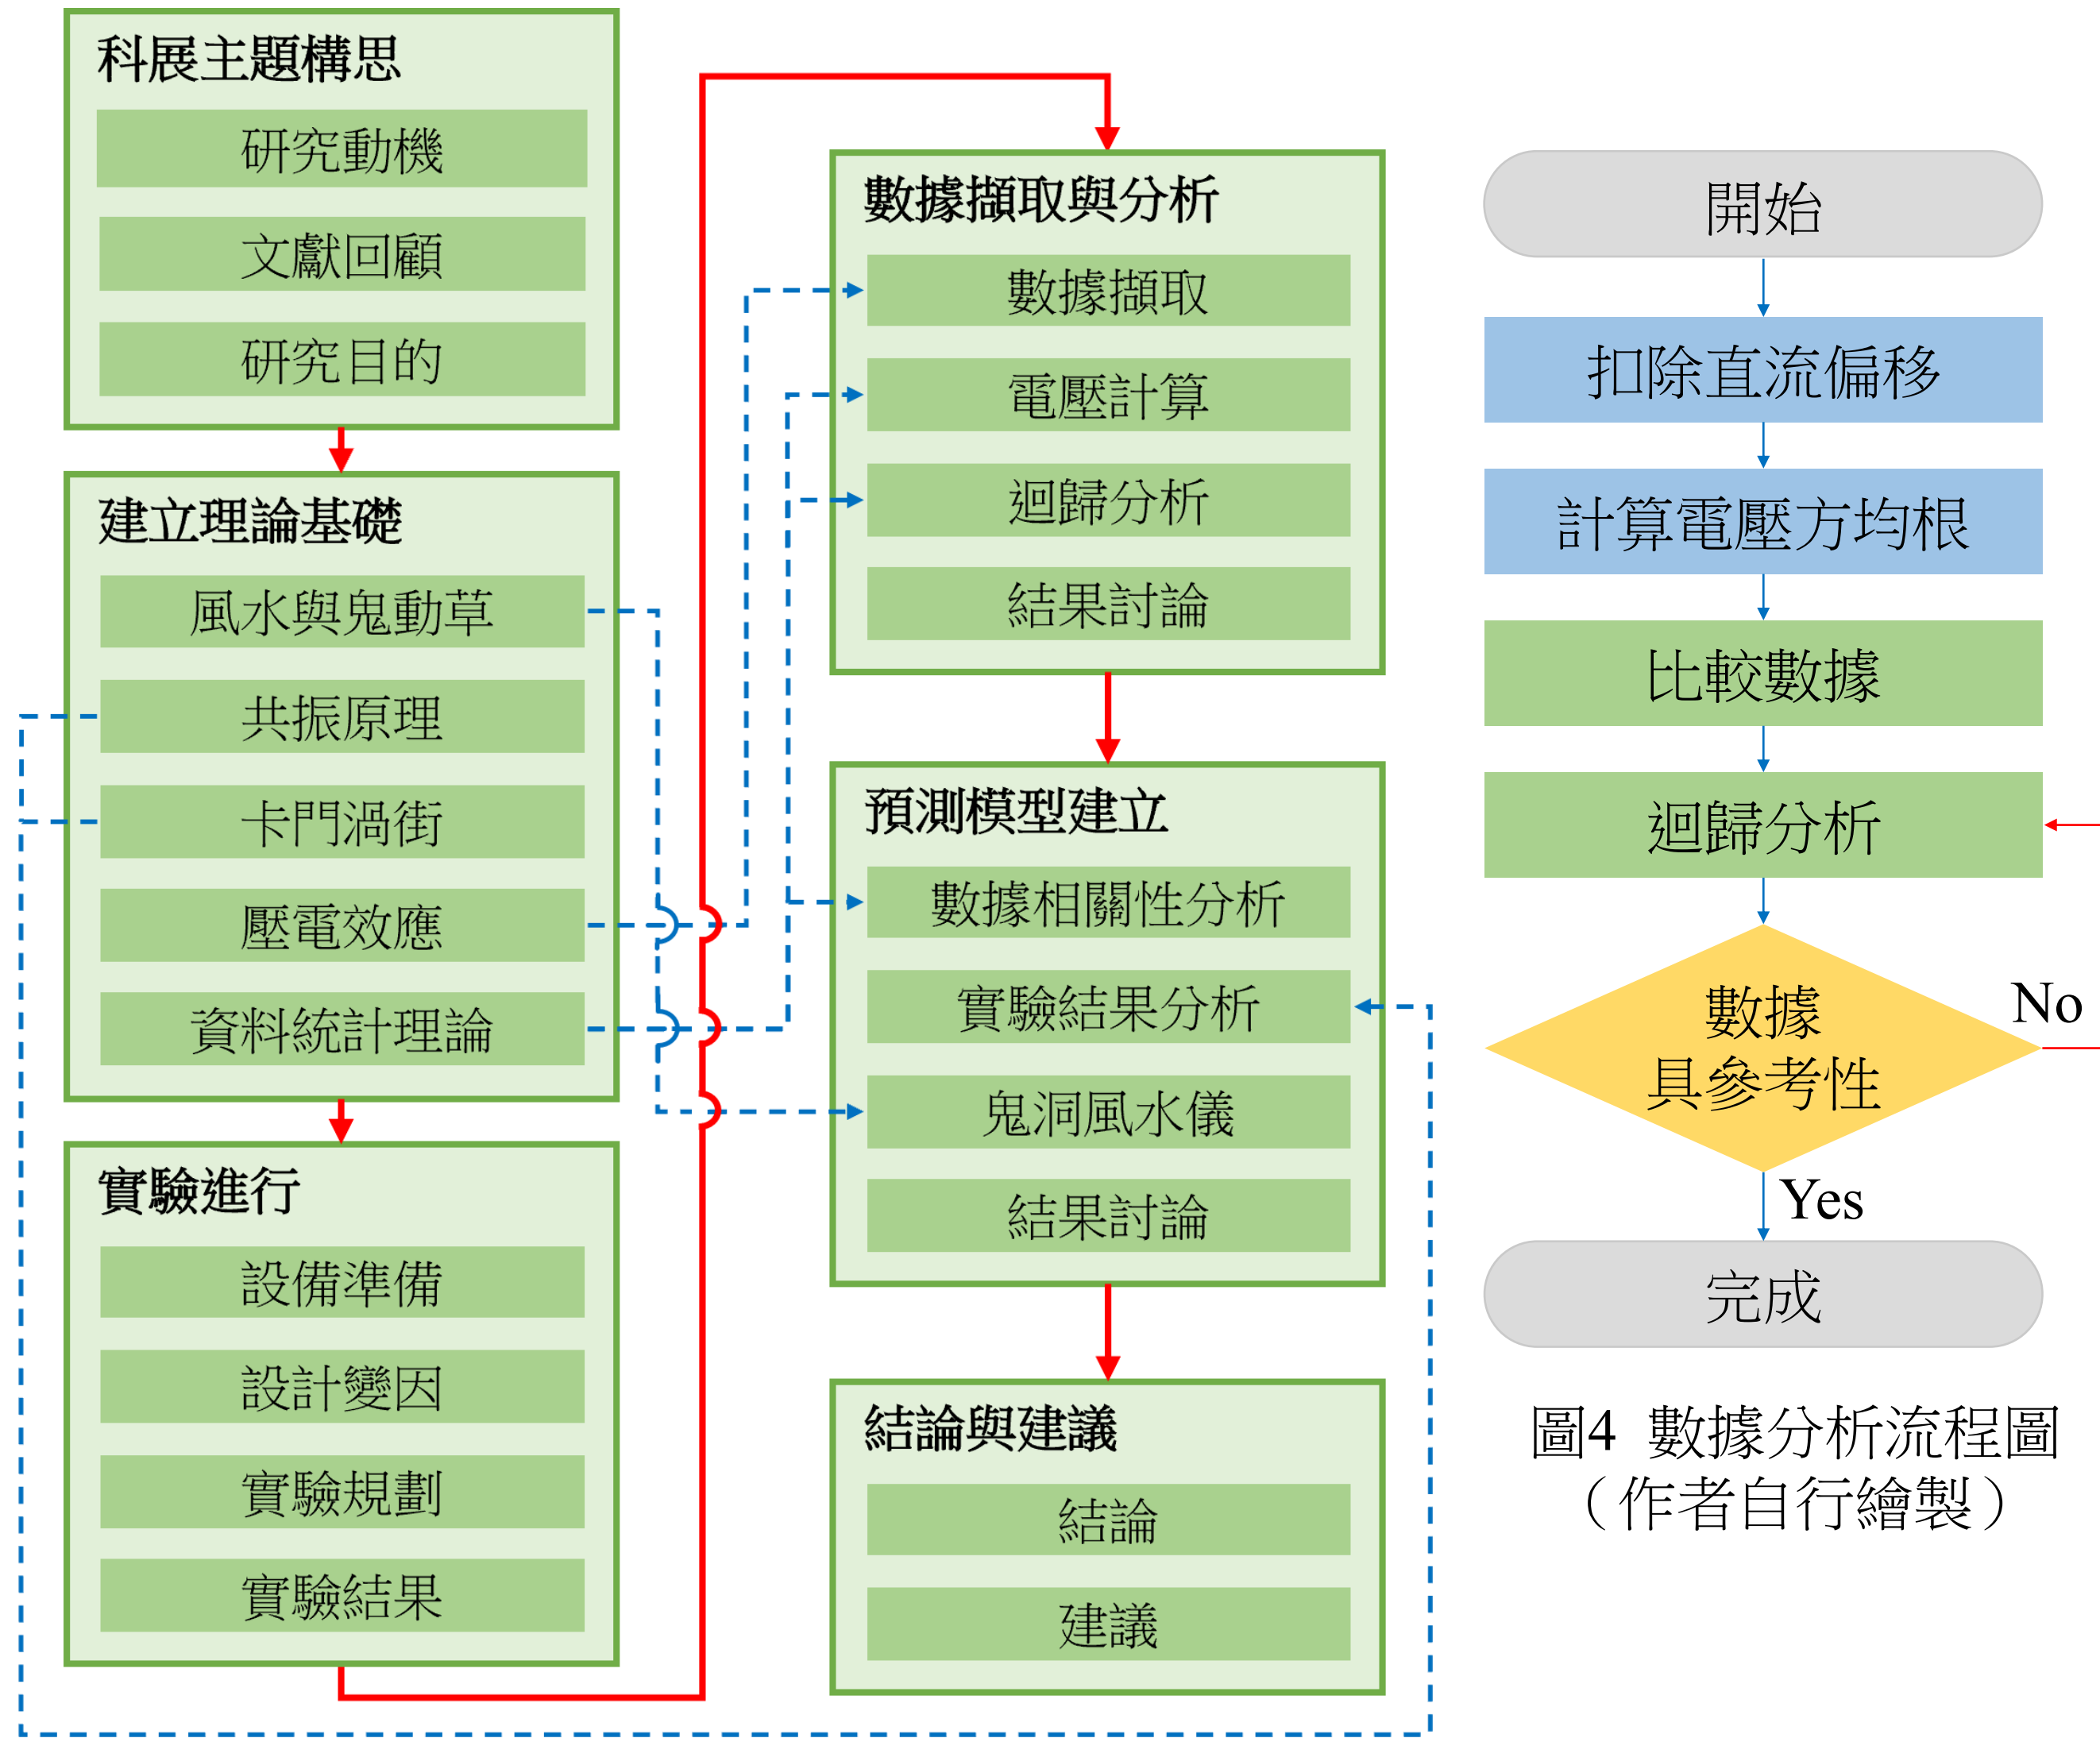 科展主題構思
研究動機
文獻回顧
研究目的
建立理論基礎
風水與鬼動草
共振原理
卡門渦街
壓電效應
資料統計理論
實驗進行
設備準備
設計變因
實驗規劃
實驗結果
數據擷取與分析
數據擷取
電壓計算
迴歸分析
結果討論
預測模型建立
數據相關性分析
實驗結果分析
鬼洞風水儀
結果討論
結論與建議
結論
建議
開始
扣除直流偏移
計算電壓方均根
比較數據
迴歸分析
數據
具參考性
No
Yes
完成
圖4 數據分析流程圖
（作者自行繪製）